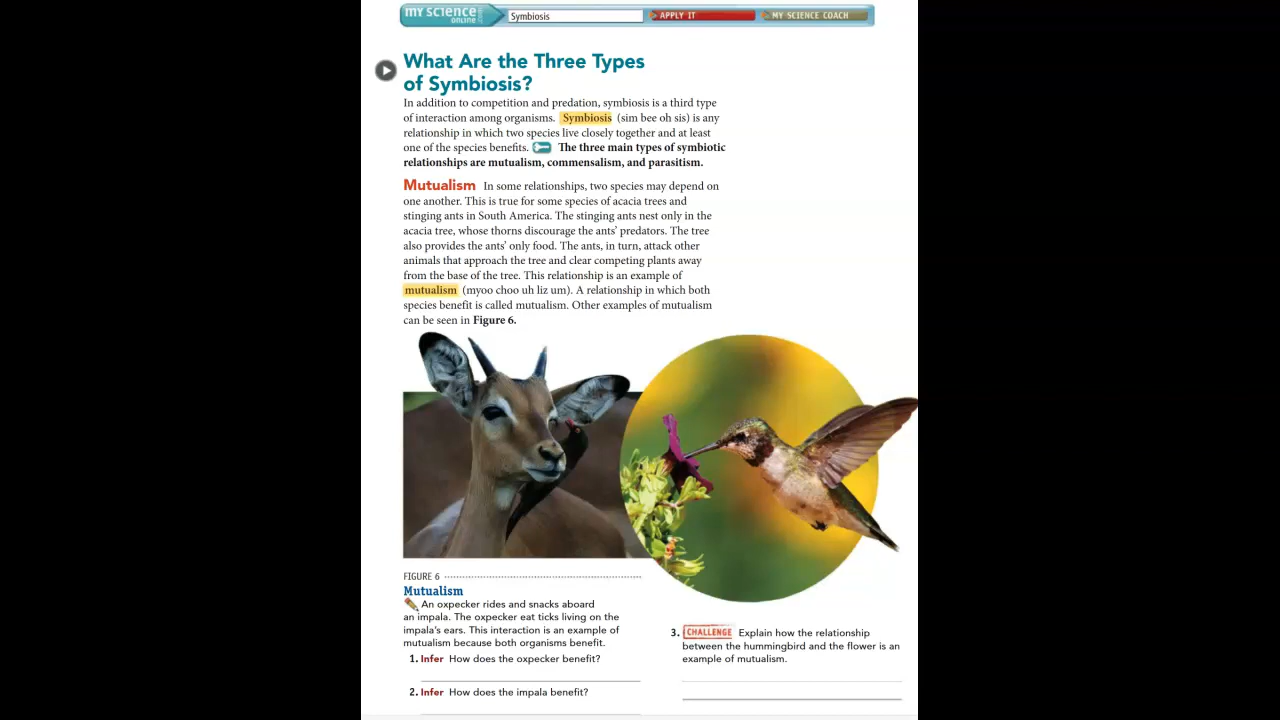 my science
ONLINE.com
Symbiosis
APPLY IT
MY SCIENCE COACH
What Are the Three Types
of Symbiosis?
In addition to competition and predation, symbiosis is a third type
of interaction among organisms. Symbiosis (sim bee oh sis) is any
relationship in which two species live closely together and at least
one of the species benefits. The three main types of symbiotic
relationships are mutualism, commensalism, and parasitism.
Mutualism In some relationships, two species may depend on
one another. This is true for some species of acacia trees and
stinging ants in South America. The stinging ants nest only in the
acacia tree, whose thorns discourage the ants' predators. The tree
also provides the ants' only food. The ants, in turn, attack other
animals that approach the tree and clear competing plants away
from the base of the tree. This relationship is an example of
mutualism (myoo choo uh liz um). A relationship in which both
species benefit is called mutualism. Other examples of mutualism
can be seen in Figure 6.
FIGURE 6
Mutualism
An oxpecker rides and snacks aboard
an impala. The oxpecker eat ticks living on the
impala's ears. This interaction is an example of
mutualism because both organisms benefit.
1. Infer How does the oxpecker benefit?
2. Infer How does the impala benefit?
3. CHALLENGE Explain how the relationship
between the hummingbird and the flower is an
example of mutualism.